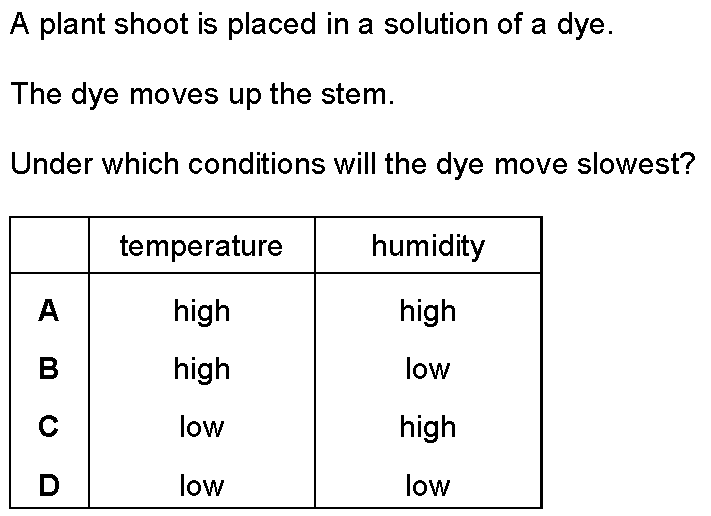 A plant shoot is placed in a solution of a dye.
The dye moves up the stem.
Under which conditions will the dye move slowest?
temperature humidity
A high high
B high low
C low high
D low low